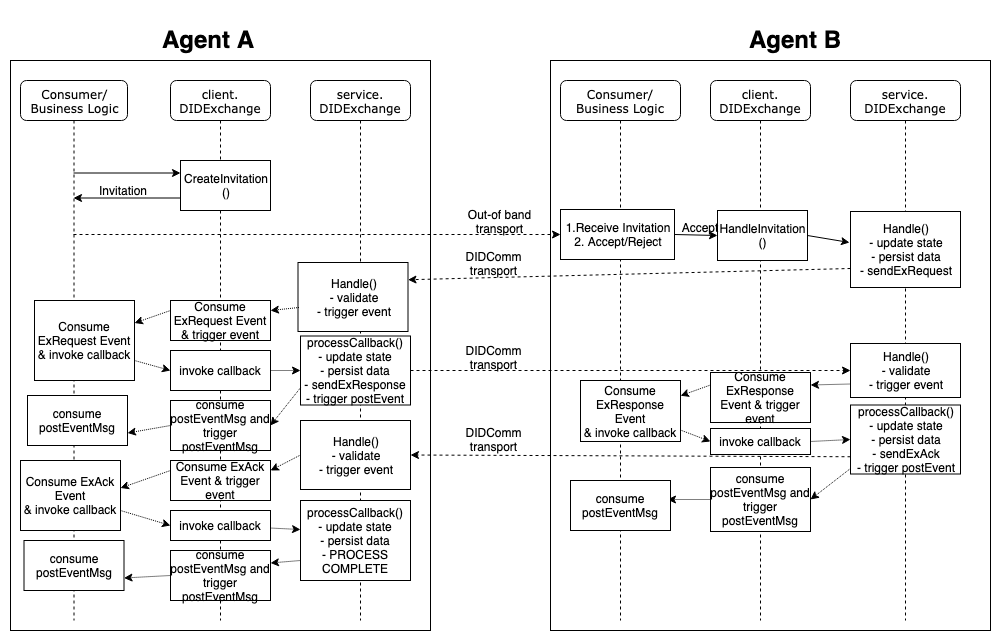 Agent A
Agent B
Consumer/
Business Logic
client.
DIDExchange
service.
DIDExchange
Consumer/
Business Logic
client.
DIDExchange
service.
DIDExchange
CreateInvitation
()
Invitation
Out-of band
transport
1.Receive Invitation
2. Accept/Reject
Accept
HandleInvitation
()
Handle()
- update state
- persist data
- sendExRequest
DIDComm
transport
Handle()
- validate
- trigger event
Consume
ExRequest Event
& trigger event
Consume
ExRequest Event
& invoke callback
invoke callback
processCallback()
- update state
- persist data
- sendExResponse
- trigger postEvent
DIDComm
transport
Handle()
- validate
- trigger event
Consume
ExResponse
Event & trigger
event
Consume
ExResponse
Event
& invoke callback
consume
postEventMsg
consume
postEventMsg and
trigger
postEventMsg
invoke callback
processCallback()
- update state
- persist data
- sendExAck
- trigger postEvent
DIDComm
transport
Handle()
- validate
- trigger event
Consume ExAck
Event & trigger
event
Consume ExAck
Event
& invoke callback
consume
postEventMsg and
trigger
postEventMsg
consume
postEventMsg
invoke callback
processCallback()
- update state
- persist data
- PROCESS
COMPLETE
consume
postEventMsg and
trigger
postEventMsg
consume
postEventMsg